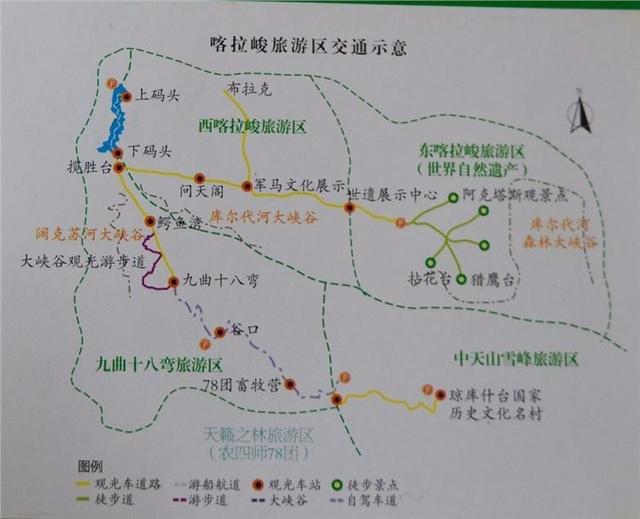 喀拉峻旅游区交通示意
P
上码头
布拉克
N
西喀拉峻旅游区
东喀拉峻旅游区
(世界自然遗产)
下码头
揽胜台
问天阁
军马文化展示
世遗展示中心
阿克塔斯观景点
P
鳄鱼湾
库尔代河大峡谷
阔克苏河大峡谷
库尔代河
森林大峡谷
大峡谷观光游步道
九曲十八弯
拈花台
猎鹰台
谷口
P
九曲十八弯旅游区
中天山雪峰旅游区
78团畜牧营
P
P
琼库什台国家
历史文化名村
天籁之林旅游区
(农四师78团)
图例
观光车道路 游船航道 观光车站 徒步景点
徒步道 游步道 大峡谷 自驾车道